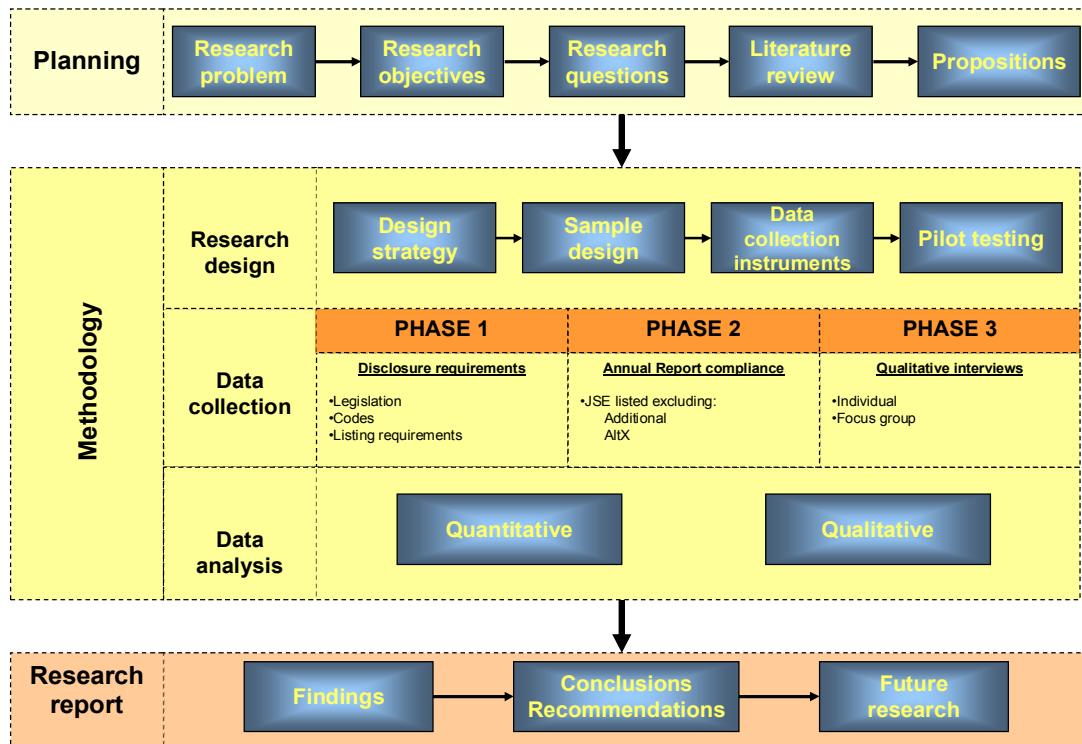 Planning
Research
problem
Research
objectives
Research
questions
Literature
review
Propositions
Methodology
Research
design
Design
strategy
Sample
design
Data
collection
instruments
Pilot testing
Data
collection
PHASE 1
Disclosure requirements
•Legislation
•Codes
•Listing requirements
PHASE 2
Annual Report compliance
•JSE listed excluding:
Additional
AltX
PHASE 3
Qualitative interviews
•Individual
•Focus group
Data
analysis
Quantitative
Qualitative
Research
report
Findings
Conclusions
Recommendations
Future
research